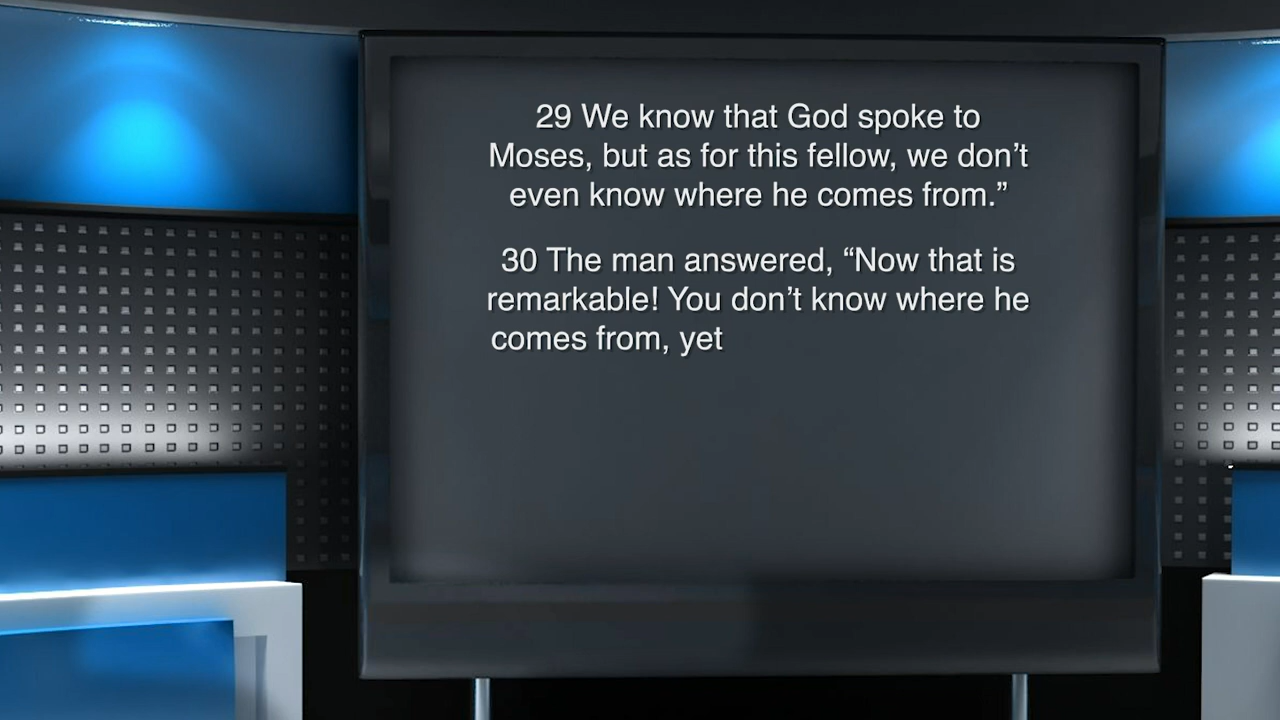 29 We know that God spoke to
Moses, but as for this fellow, we don’t
even know where he comes from.”
30 The man answered, “Now that is
remarkable! You don’t know where he
comes from, yet